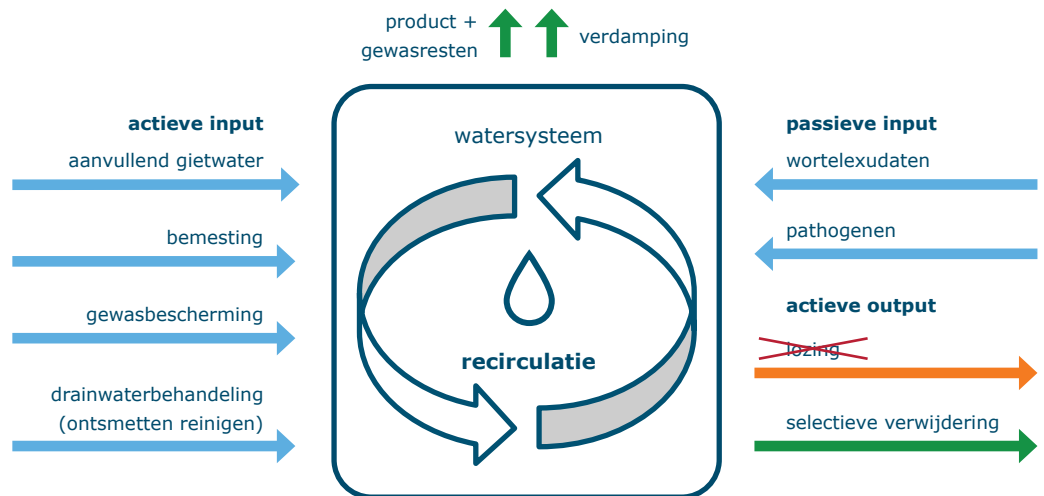 product +
gewasresten
verdamping
actieve input
aanvullend gietwater
bemesting
gewasbescherming
drainwaterbehandeling
(ontsmetten reinigen)
watersysteem
recirculatie
passieve input
wortelexudaten
pathogenen
actieve output
lozing
selectieve verwijdering